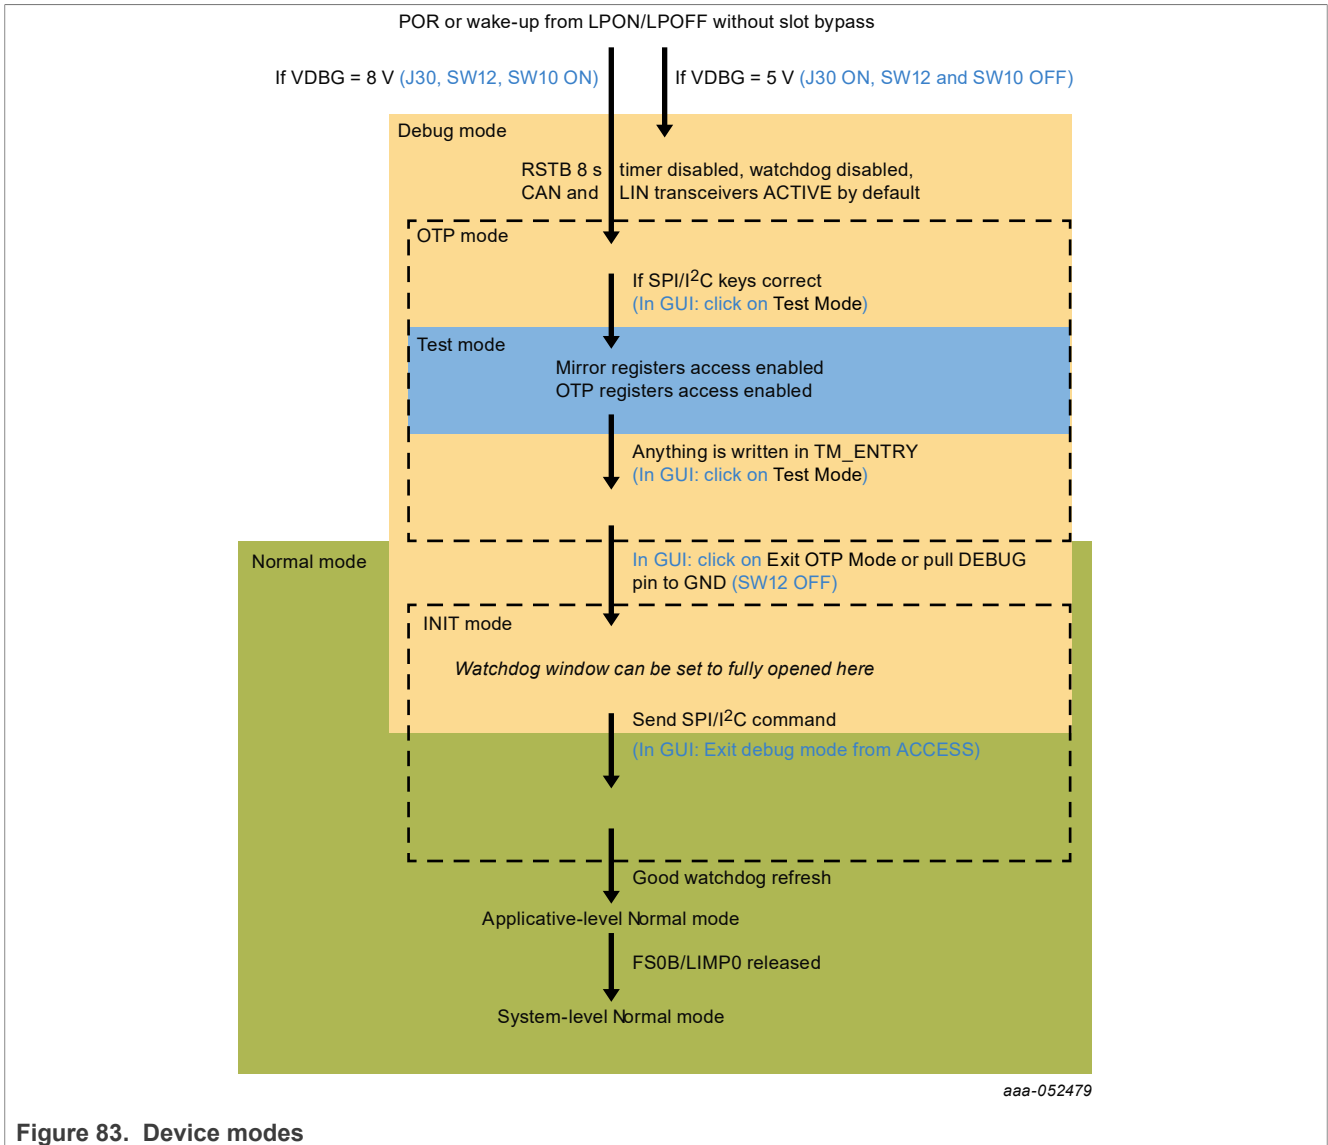 POR or wake-up from LPON/LPOFF without slot bypass
If VDBG = 8 V (J30, SW12, SW10 ON)
If VDBG = 5 V (J30 ON, SW12 and SW10 OFF)
Debug mode
RSTB 8 s timer disabled, watchdog disabled,
CAN and LIN transceivers ACTIVE by default
OTP mode
If SPI/I2C keys correct
(In GUI: click on Test Mode)
Test mode
Mirror registers access enabled
OTP registers access enabled
Anything is written in TM_ENTRY
(In GUI: click on Test Mode)
Normal mode
In GUI: click on Exit OTP Mode or pull DEBUG
pin to GND (SW12 OFF)
INIT mode
Watchdog window can be set to fully opened here
Send SPI/I2C command
(In GUI: Exit debug mode from ACCESS)
Good watchdog refresh
Applicative-level Normal mode
FS0B/LIMP0 released
System-level Normal mode
aaa-052479
Figure 83. Device modes